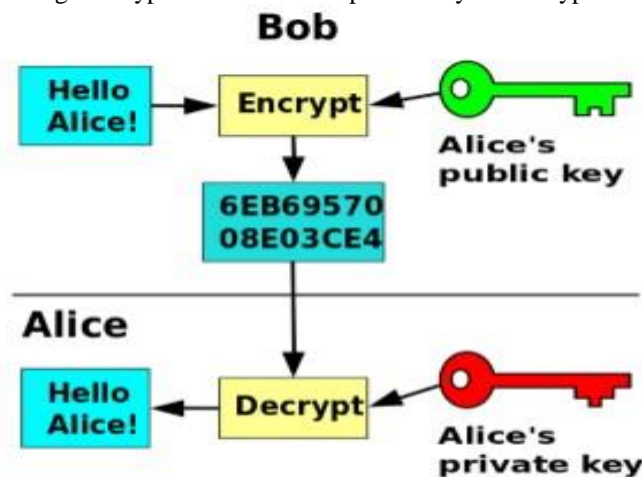 Bob
Hello
Alice!
Encrypt
Alice's
public key
6EB69570
08E03CE4
Alice
Hello
Alice!
Decrypt
Alice's
private key